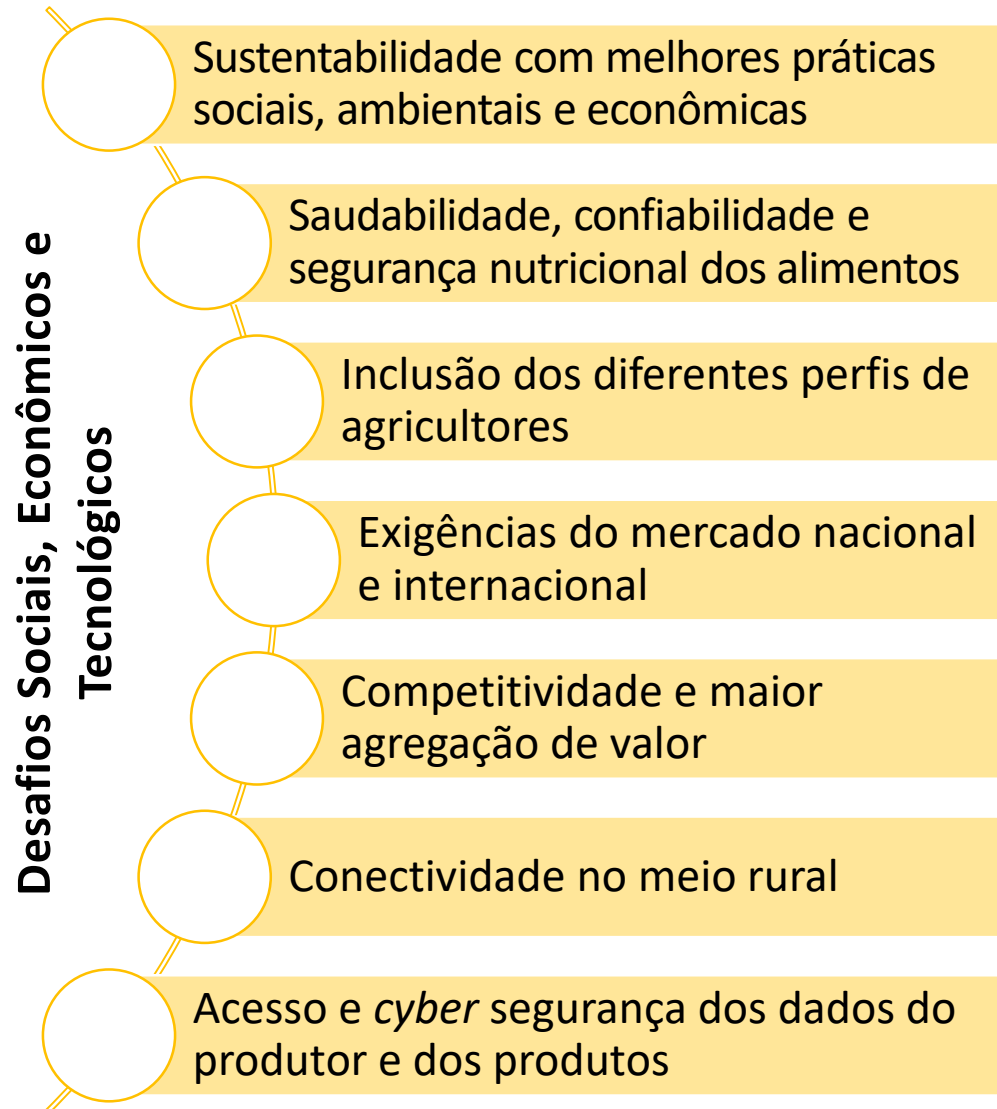 Desafios Sociais, Econômicos e
Tecnológicos
Sustentabilidade com melhores práticas
sociais, ambientais e econômicas
Saudabilidade, confiabilidade e
segurança nutricional dos alimentos
Inclusão dos diferentes perfis de
agricultores
Exigências do mercado nacional
e internacional
Competitividade e maior
agregação de valor
Conectividade no meio rural
Acesso e cyber segurança dos dados do
produtor e dos produtos